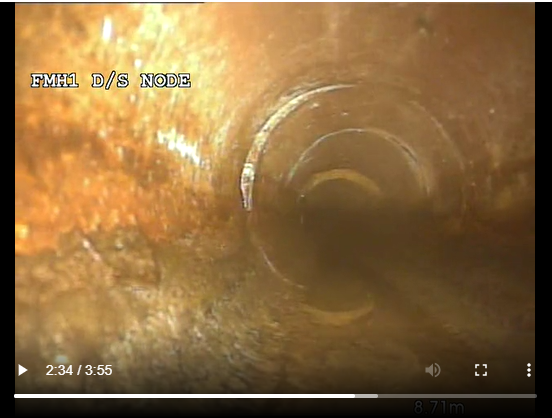 FMH1 D/S NODE
2:34 / 3:55
8.71m